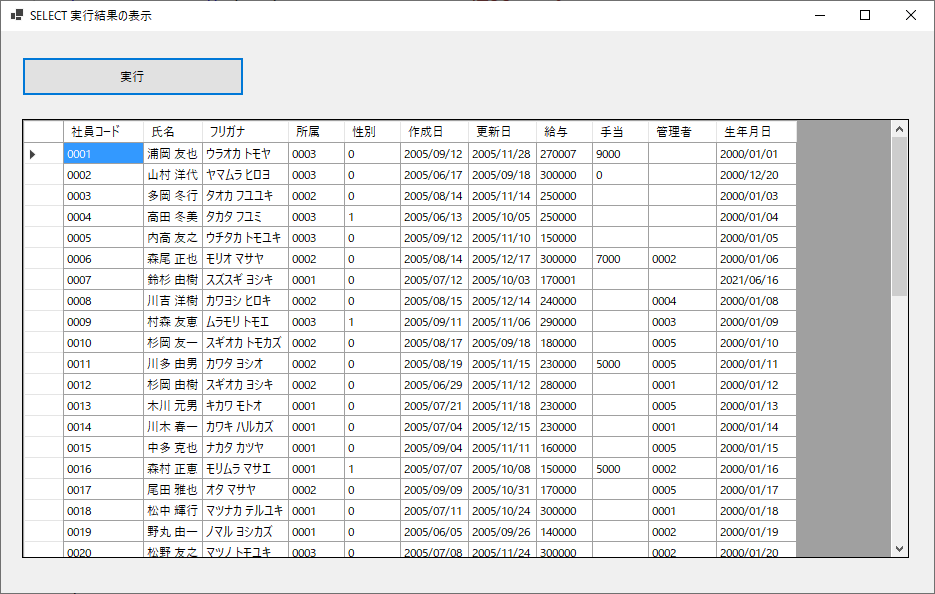 SELECT 実行結果の表示
実行
社員コード 氏名 フリガナ 所属 性別 作成日 更新日 給与 手当 管理者 生年月日
0001 浦岡 友也 ウラオカ トモヤ 0003 0 2005/09/12 2005/11/28 270007 9000 2000/01/01
0002 山村 洋代 ヤマムラ ヒロヨ 0003 0 2005/06/17 2005/09/18 300000 0 2000/12/20
0003 多岡 冬行 タオカ フユユキ 0002 0 2005/08/14 2005/11/14 250000 2000/01/03
0004 高田 冬美 タカタ フユミ 0003 1 2005/06/13 2005/10/05 250000 2000/01/04
0005 内高 友之 ウチタカ トモユキ 0003 0 2005/09/12 2005/11/10 150000 2000/01/05
0006 森尾 正也 モリオ マサヤ 0002 0 2005/08/14 2005/12/17 300000 7000 0002 2000/01/06
0007 鈴杉 由樹 スズスギ ヨシキ 0001 0 2005/07/12 2005/10/03 170001 2021/06/16
0008 川吉 洋樹 カワヨシ ヒロキ 0002 0 2005/08/15 2005/12/14 240000 0004 2000/01/08
0009 村森 友恵 ムラモリ トモエ 0003 1 2005/09/11 2005/11/06 290000 0003 2000/01/09
0010 杉岡 友一 スギオカ トモカズ 0002 0 2005/08/17 2005/09/18 180000 0005 2000/01/10
0011 川多 由男 カワタ ヨシオ 0002 0 2005/08/19 2005/11/15 230000 5000 0005 2000/01/11
0012 杉岡 由樹 スギオカ ヨシキ 0002 0 2005/06/29 2005/11/12 280000 0001 2000/01/12
0013 木川 元男 キカワ モトオ 0001 0 2005/07/21 2005/11/18 230000 0005 2000/01/13
0014 川木 春一 カワキ ハルカズ 0001 0 2005/07/04 2005/12/15 230000 0001 2000/01/14
0015 中多 克也 ナカタ カツヤ 0001 0 2005/09/04 2005/11/11 160000 0005 2000/01/15
0016 森村 正恵 モリムラ マサエ 0001 1 2005/07/07 2005/10/08 150000 5000 0002 2000/01/16
0017 尾田 雅也 オタ マサヤ 0002 0 2005/09/09 2005/10/31 170000 0005 2000/01/17
0018 松中 輝行 マツナカ テルユキ 0001 0 2005/07/11 2005/10/24 300000 0001 2000/01/18
0019 野丸 由一 ノマル ヨシカズ 0001 0 2005/06/05 2005/09/26 140000 0002 2000/01/19
0020 松野 友之 マツノ トモユキ 0003 0 2005/07/08 2005/11/24 300000 0002 2000/01/20